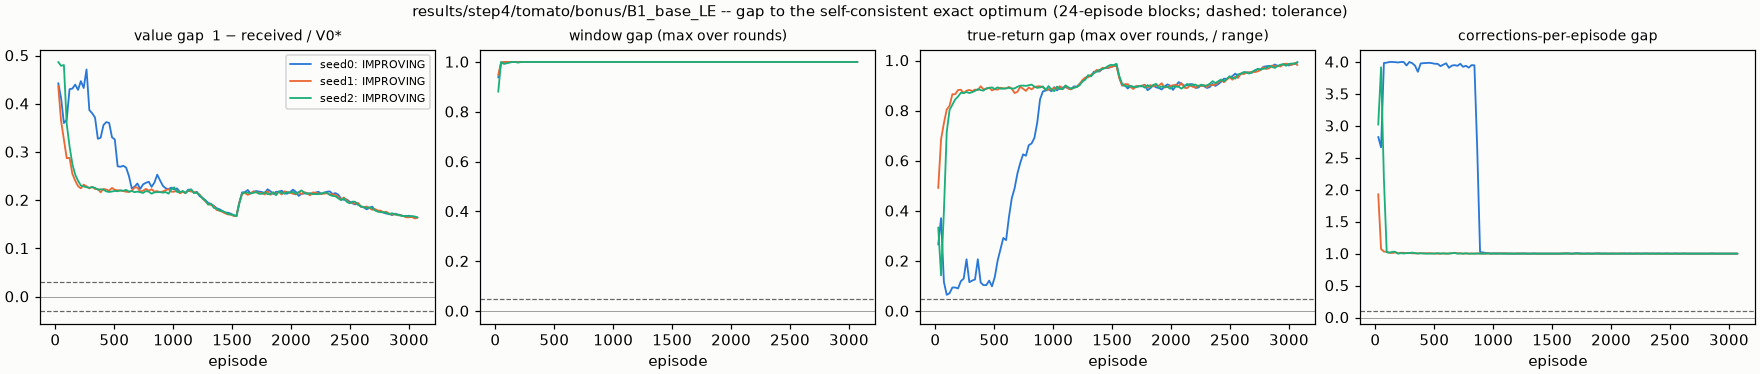 results/step4/tomato/bonus/B1_base_LE -- gap to the self-consistent exact optimum (24-episode blocks; dashed: tolerance)
value gap 1 − received / V0*
0.5
0.4
0.3
0.2
0.1
0.0
seed0: IMPROVING
seed1: IMPROVING
seed2: IMPROVING
0 500 1000 1500 2000 2500 3000
episode
window gap (max over rounds)
1.0
0.8
0.6
0.4
0.2
0.0
0 500 1000 1500 2000 2500 3000
episode
true-return gap (max over rounds, / range)
1.0
0.8
0.6
0.4
0.2
0.0
0 500 1000 1500 2000 2500 3000
episode
corrections-per-episode gap
4.0
3.5
3.0
2.5
2.0
1.5
1.0
0.5
0.0
0 500 1000 1500 2000 2500 3000
episode